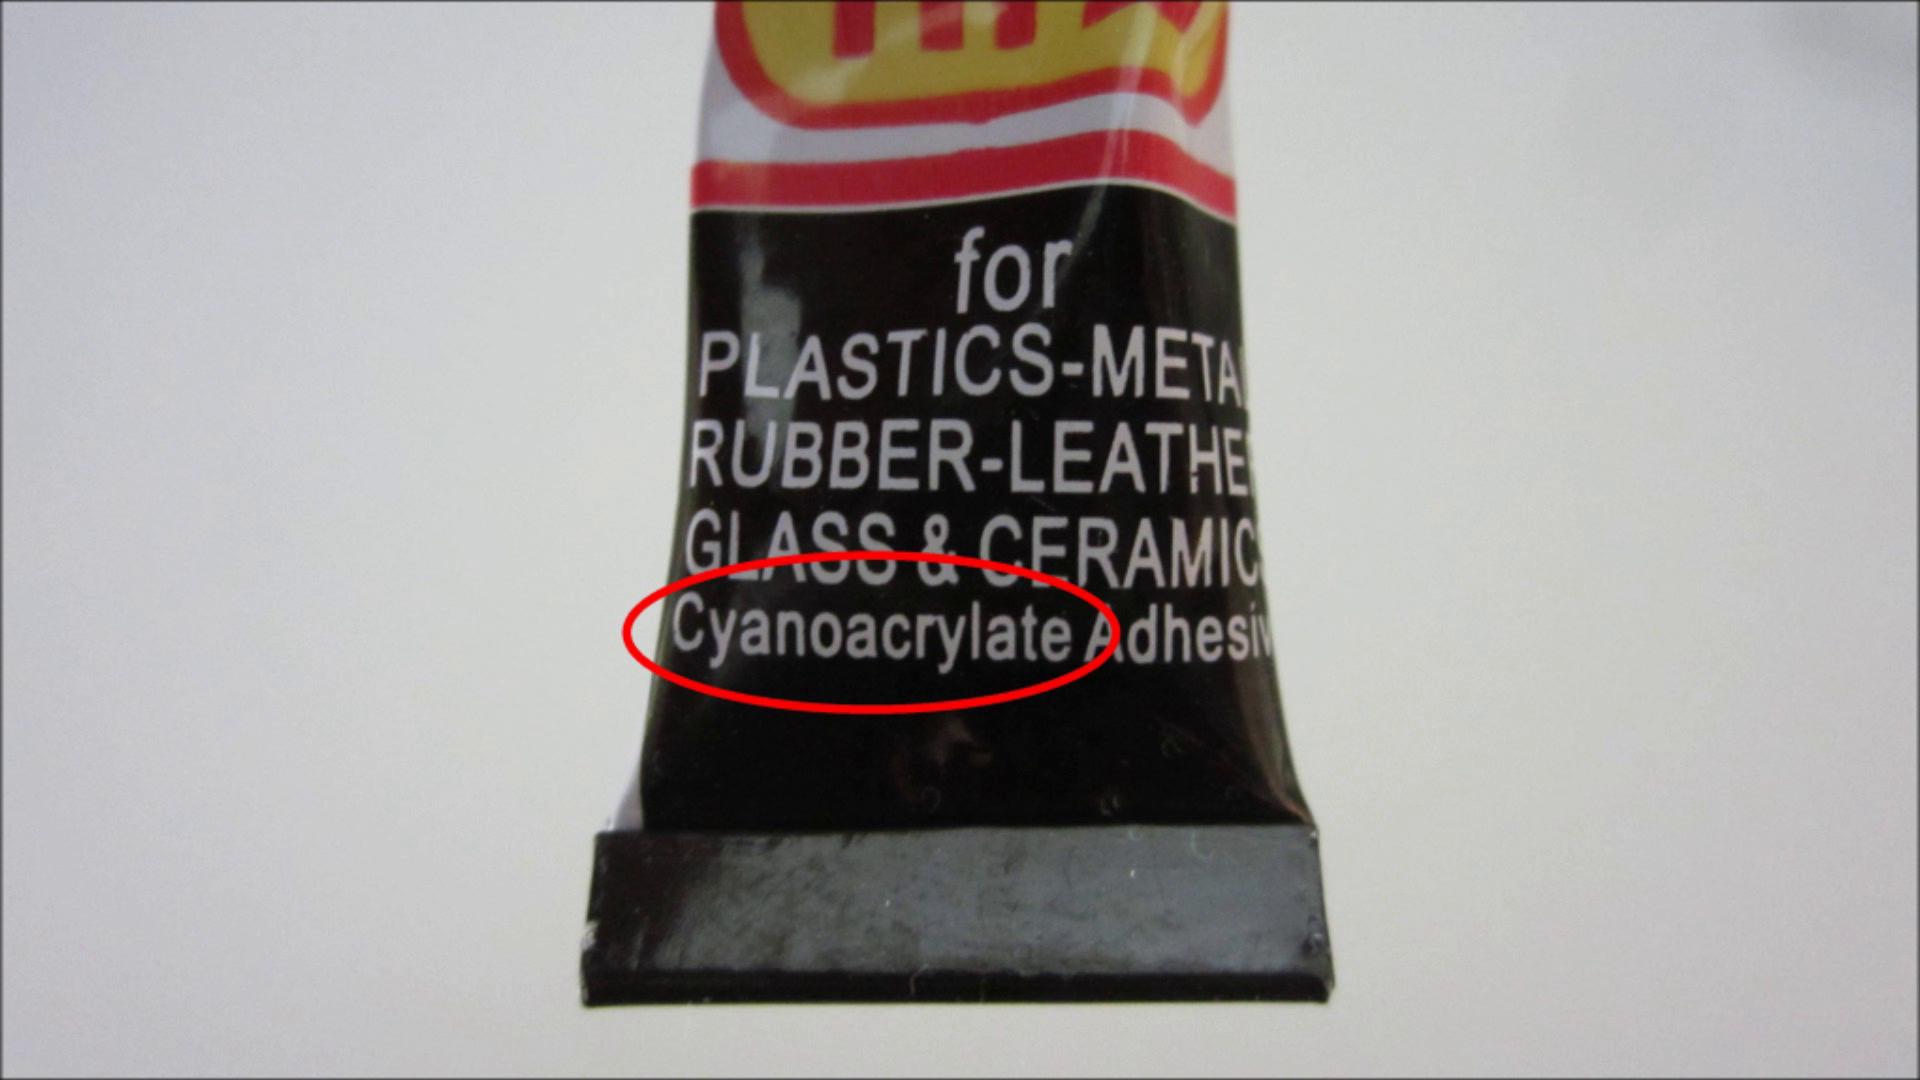 for
PLASTICS-META
RUBBER-LEATHE
GLASS & CERAMIC
Cyanoacrylate Adhesiv